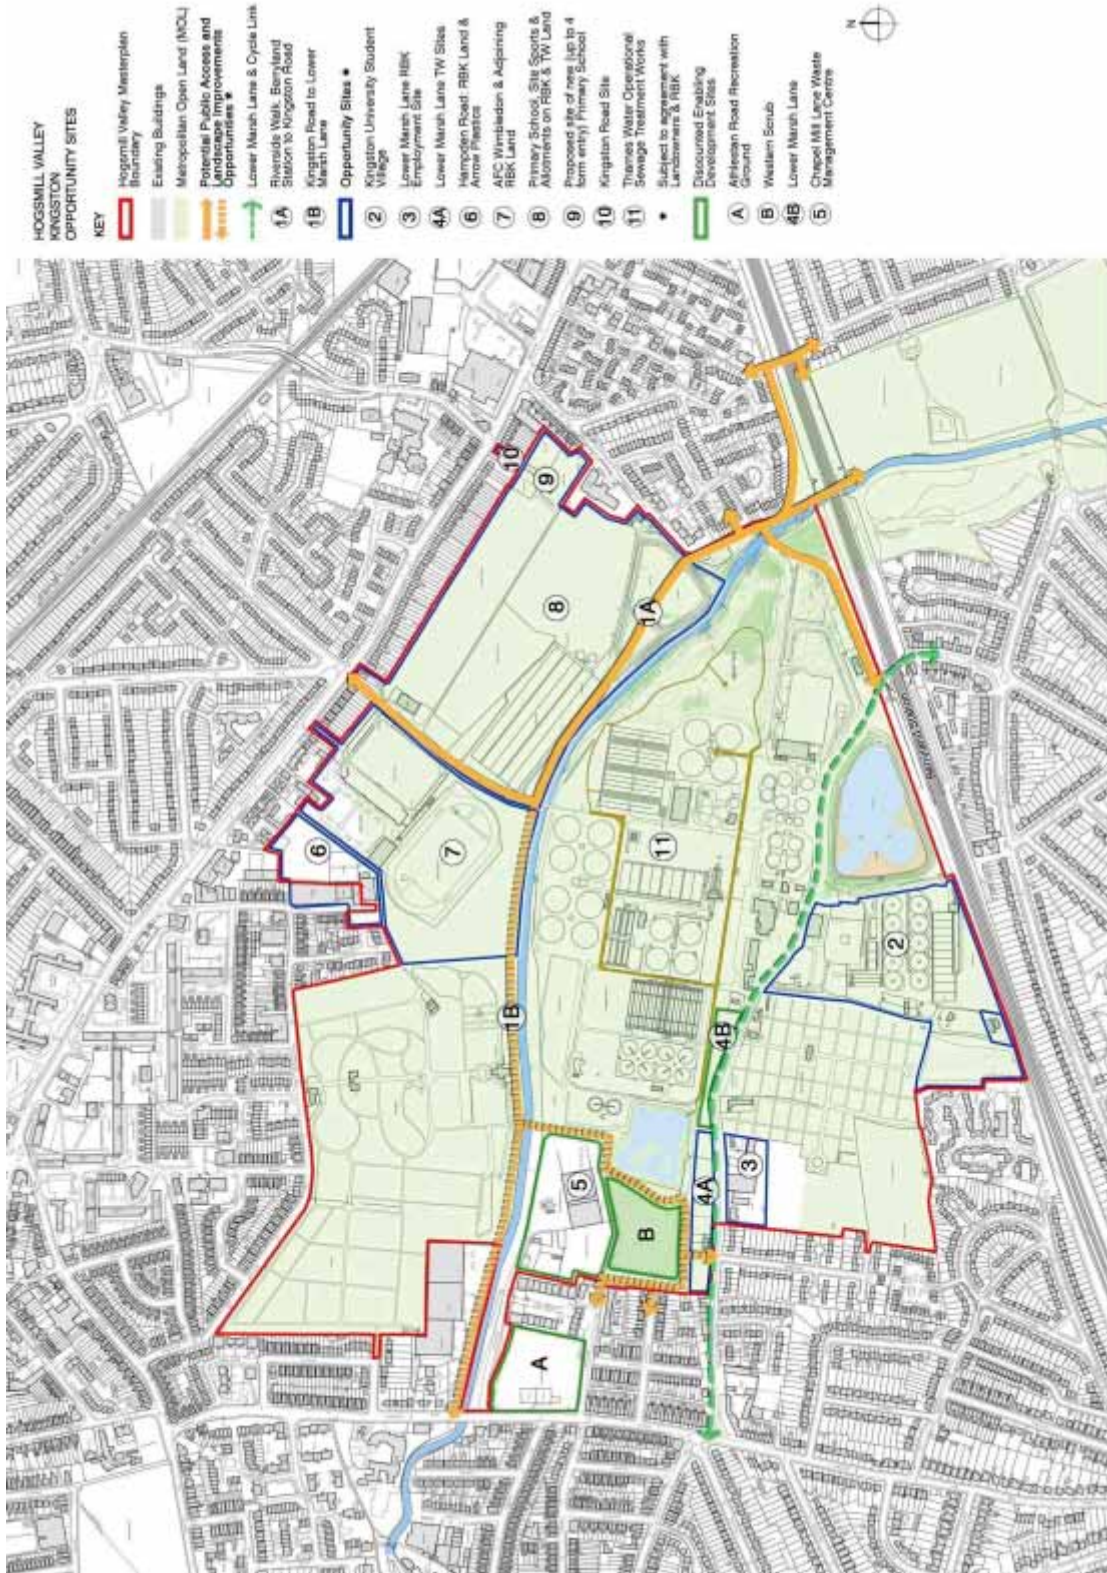 HOGSMILL VALLEY
KINGSTON
OPPORTUNITY SITES
KEY
Hogsmill Valley Masterplan
Boundary
Existing Buildings
Metropolitan Open Land (MOL)
Potential Public Access and
Landscape Improvements
Opportunities *
Lower Marsh Lane & Cycle Link
1A Riverside Walk, Berryland
Station to Kingston Road
1B Kingston Road to Lower
Marsh Lane
Opportunity Sites *
2 Kingston University Student
Village
3 Lower Marsh Lane RBK
Employment Site
4A Lower Marsh Lane TW Sites
6 Hampden Road: RBK Land &
Arrow Plastics
7 AFC Wimbledon & Adjoining
RBK Land
8 Primary School, Site Sports &
Allotments on RBK & TW Land
9 Proposed site of new (up to 4
form entry) Primary School
10 Kingston Road Site
11 Thames Water Operational
Sewage Treatment Works
* Subject to agreement with
Landowners & RBK
Discounted Enabling
Development Sites
A Athlestan Road Recreation
Ground
B Western Scrub
4B Lower Marsh Lane
5 Chapel Mill Lane Waste
Management Centre
N
10
9
8
1A
6
7
11
1B
2
4B
5
4A
3
B
A